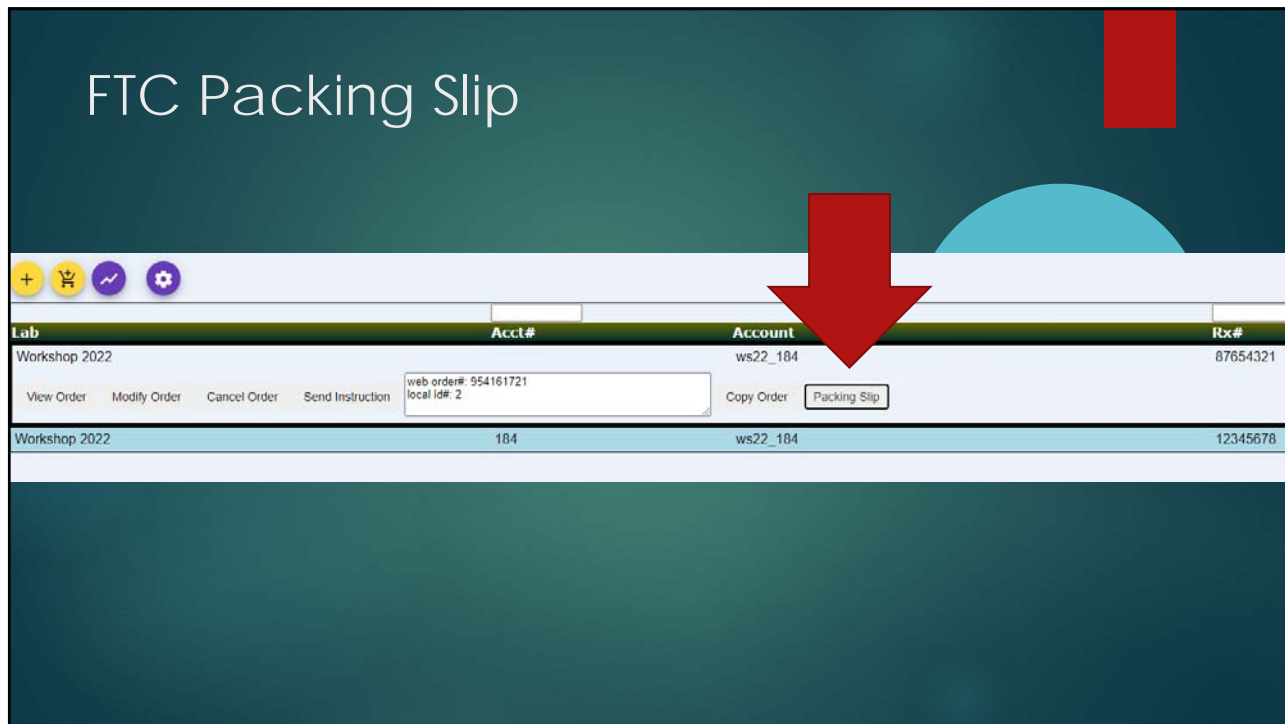 FTC Packing Slip
Lab Acct# Account Rx#
Workshop 2022 ws22_184 87654321
View Order Modify Order Cancel Order Send Instruction web order#: 954161721
local id#: 2
Copy Order Packing Slip
Workshop 2022 184 ws22_184 12345678